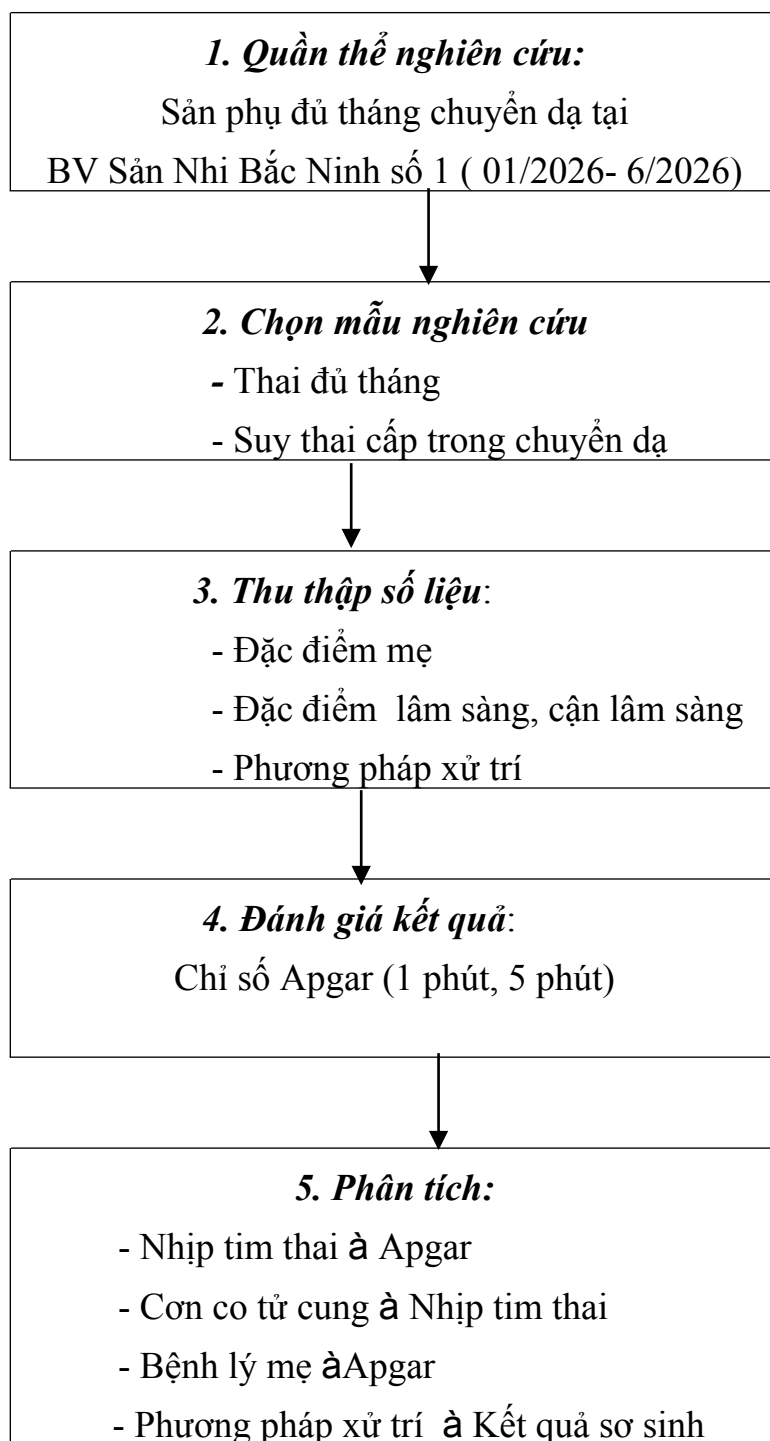 1. Quần thể nghiên cứu:
Sản phụ đủ tháng chuyển dạ tại
BV Sản Nhi Bắc Ninh số 1 ( 01/2026- 6/2026)
2. Chọn mẫu nghiên cứu
- Thai đủ tháng
- Suy thai cấp trong chuyển dạ
3. Thu thập số liệu:
- Đặc điểm mẹ
- Đặc điểm lâm sàng, cận lâm sàng
- Phương pháp xử trí
4. Đánh giá kết quả:
Chỉ số Apgar (1 phút, 5 phút)
5. Phân tích:
- Nhịp tim thai à Apgar
- Cơn co tử cung à Nhịp tim thai
- Bệnh lý mẹ àApgar
- Phương pháp xử trí à Kết quả sơ sinh